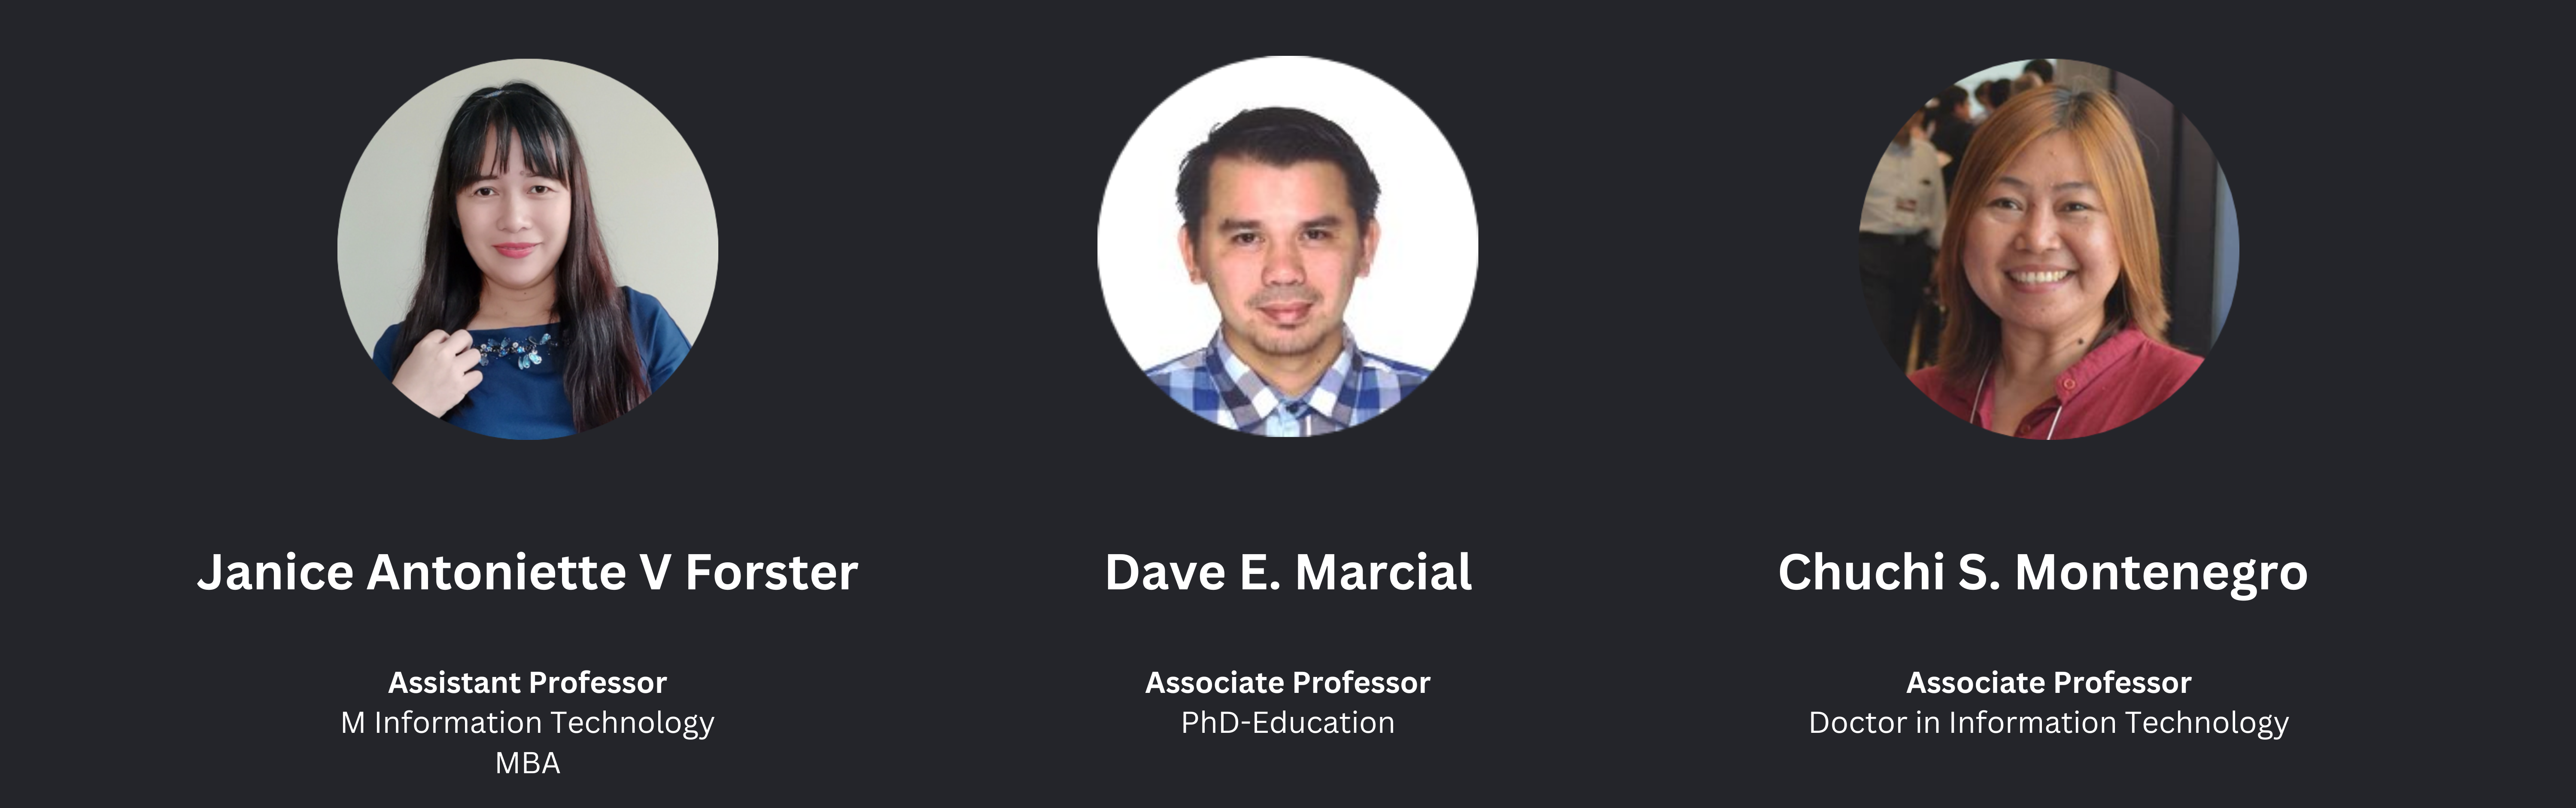 Janice Antoniette V Forster
Assistant Professor
M Information Technology
MBA
Dave E. Marcial
Associate Professor
PhD-Education
Chuchi S. Montenegro
Associate Professor
Doctor in Information Technology